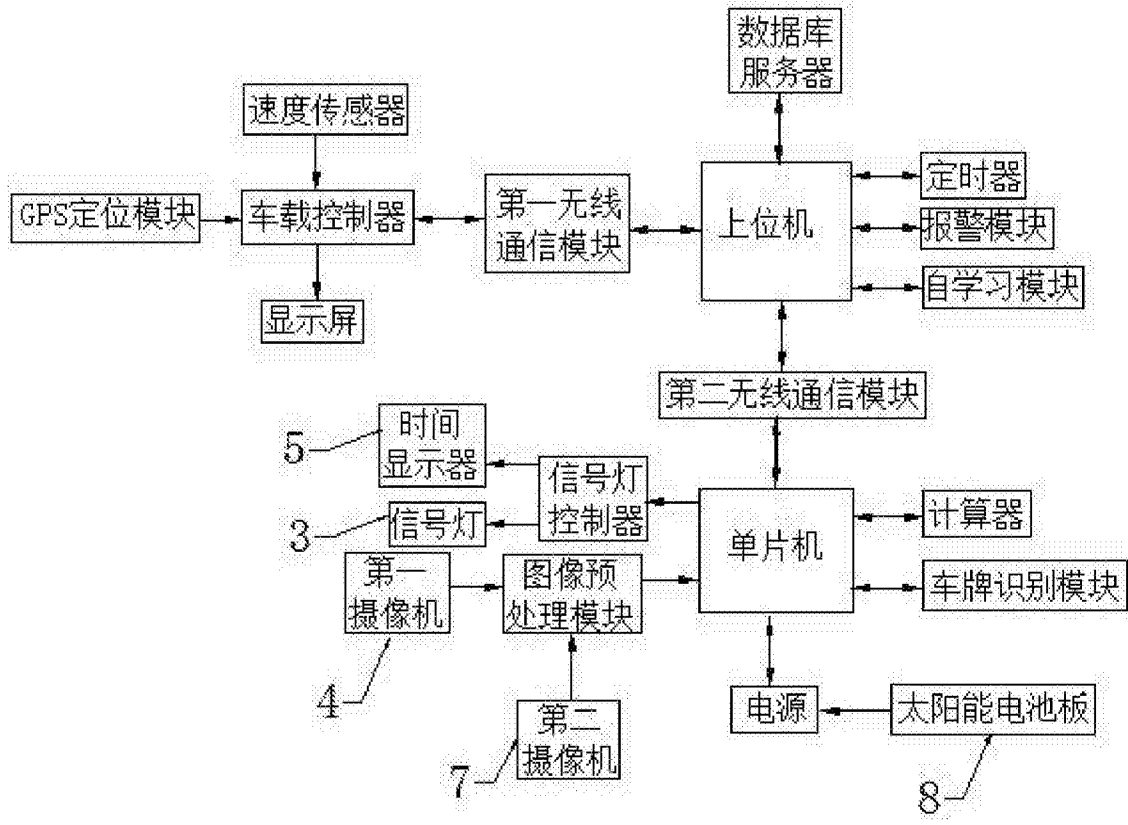 数据库
服务器
速度传感器
定时器
GPS定位模块
车载控制器
第一无线
通信模块
上位机
报警模块
自学习模块
显示屏
第二无线通信模块
5
时间
显示器
信号灯
控制器
3
信号灯
单片机
计算器
第一
摄像机
图像预
处理模块
车牌识别模块
4
电源
太阳能电池板
7
第二
摄像机
8